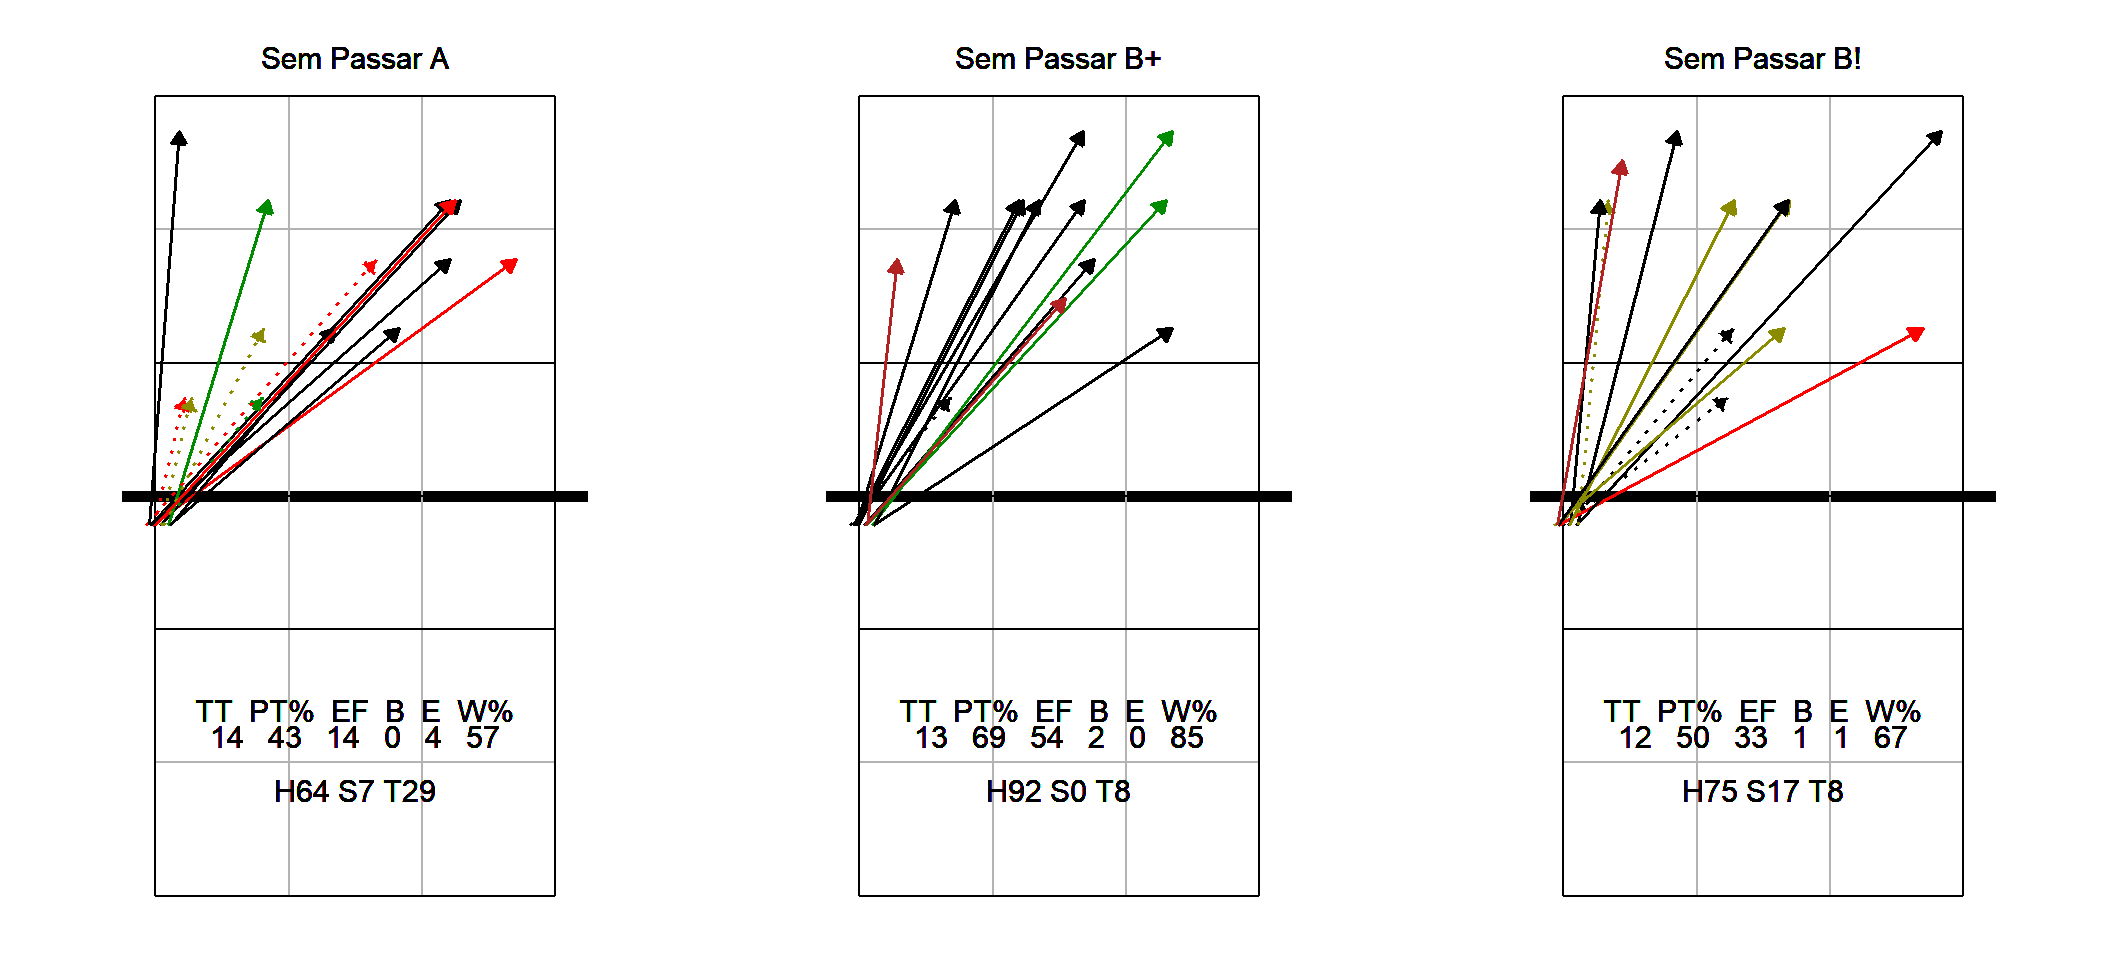 Sem Passar A
TT PT% EF B E W%
14 43 14 0 4 57
H64 S7 T29
Sem Passar B+
TT PT% EF B E W%
13 69 54 2 0 85
H92 S0 T8
Sem Passar B!
TT PT% EF B E W%
12 50 33 1 1 67
H75 S17 T8